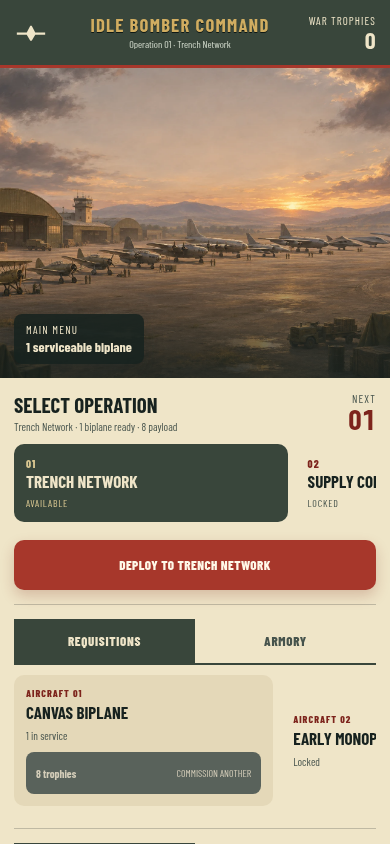 IDLE BOMBER COMMAND
Operation 01 · Trench Network
WAR TROPHIES
0
MAIN MENU
1 serviceable biplane
SELECT OPERATION
Trench Network · 1 biplane ready · 8 payload
NEXT
01
01
TRENCH NETWORK
AVAILABLE
02
SUPPLY COI
LOCKED
DEPLOY TO TRENCH NETWORK
REQUISITIONS
ARMORY
AIRCRAFT 01
CANVAS BIPLANE
1 in service
8 trophies
COMMISSION ANOTHER
AIRCRAFT 02
EARLY MONOP
Locked